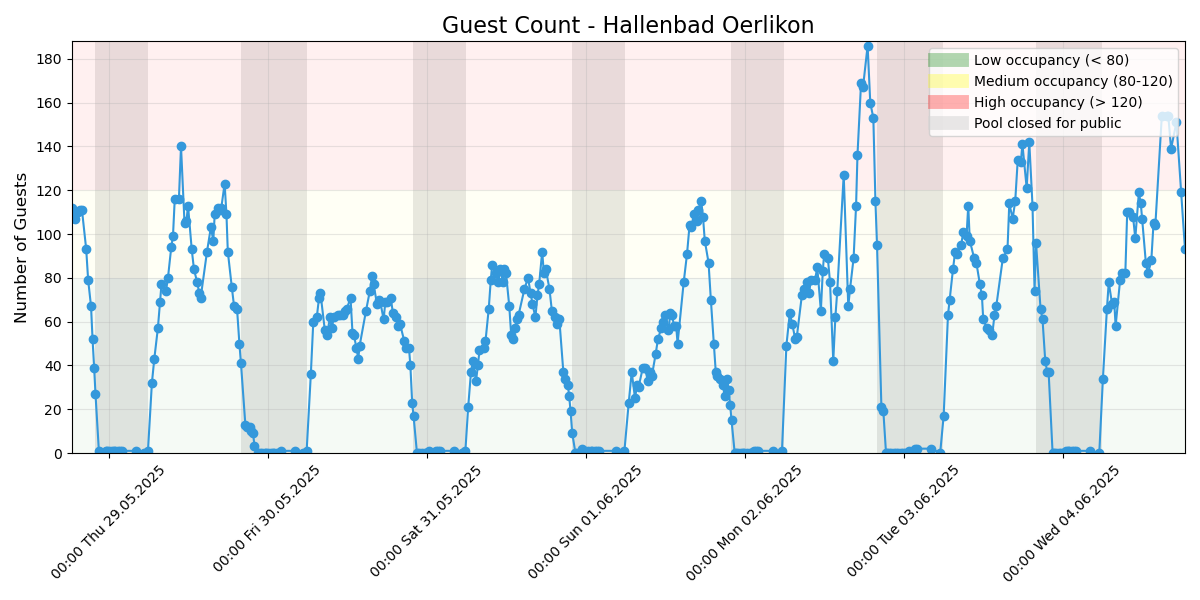 Guest Count - Hallenbad Oerlikon
Number of Guests
180
160
140
120
100
80
60
40
20
0
Low occupancy (< 80)
Medium occupancy (80-120)
High occupancy (> 120)
Pool closed for public
00:00 Thu 29.05.2025
00:00 Fri 30.05.2025
00:00 Sat 31.05.2025
00:00 Sun 01.06.2025
00:00 Mon 02.06.2025
00:00 Tue 03.06.2025
00:00 Wed 04.06.2025